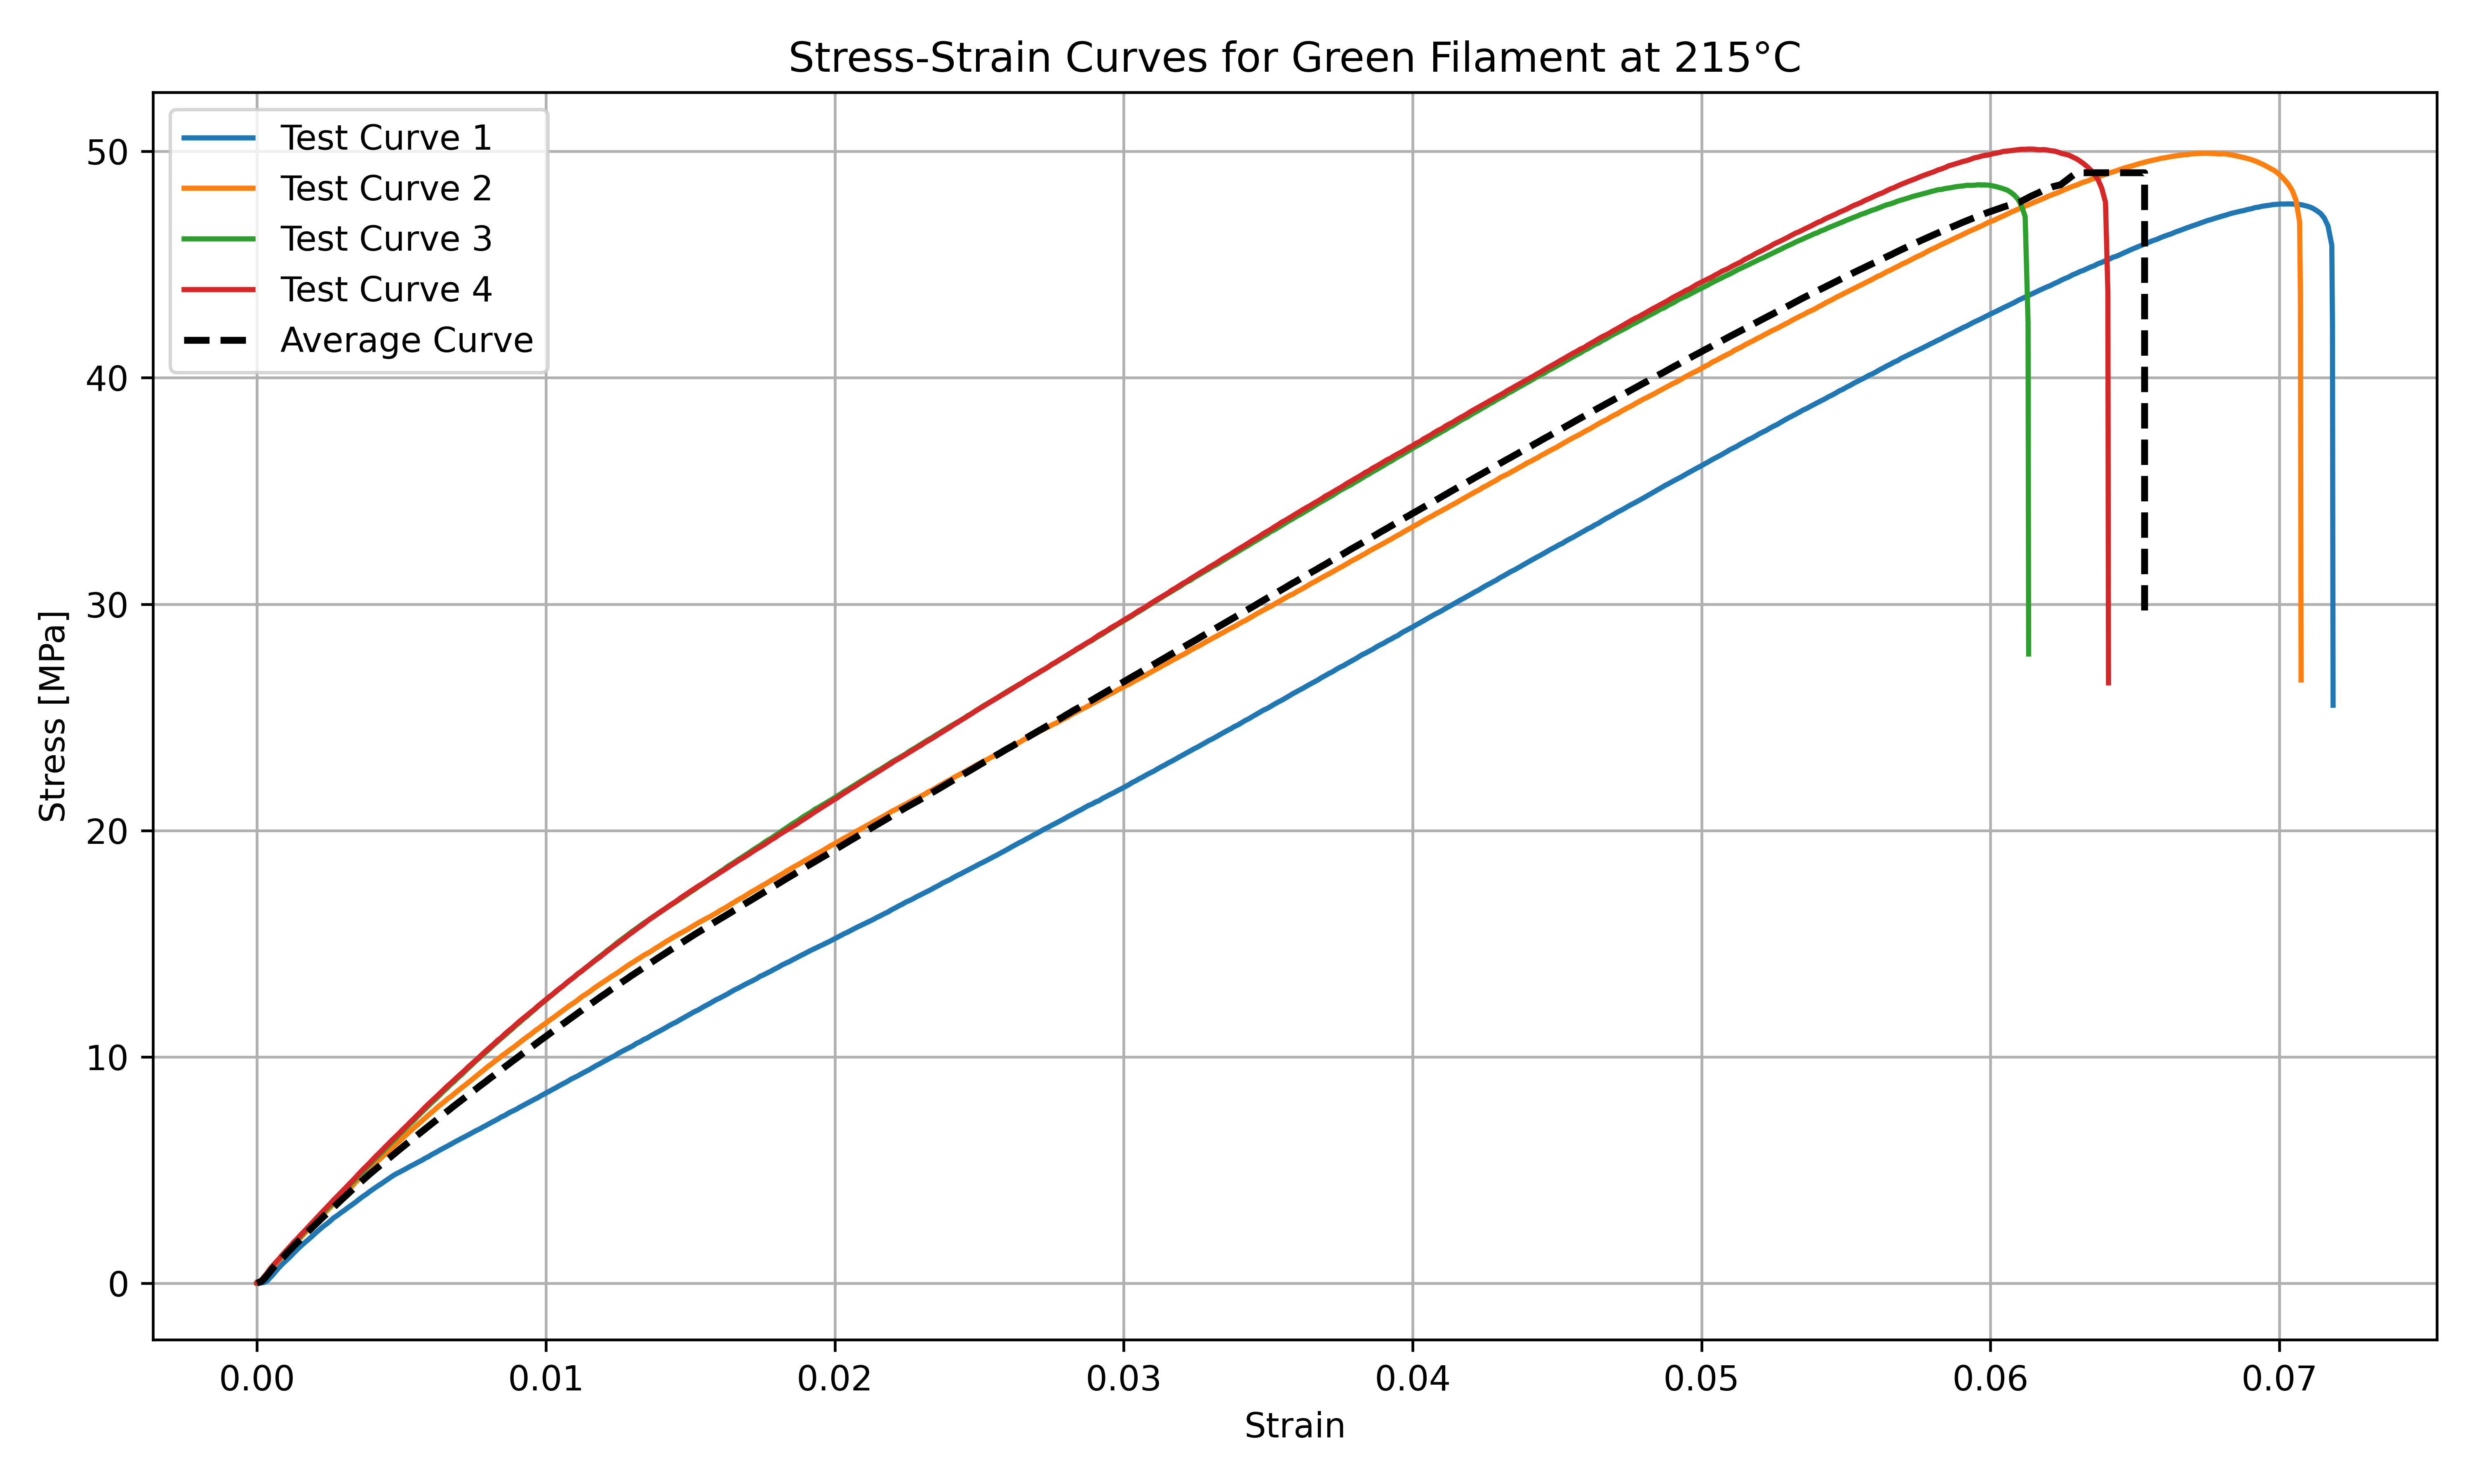 Stress-Strain Curves for Green Filament at 215°C
Test Curve 1
Test Curve 2
Test Curve 3
Test Curve 4
Average Curve
Stress [MPa]
50
40
30
20
10
0
0.00 0.01 0.02 0.03 0.04 0.05 0.06 0.07
Strain